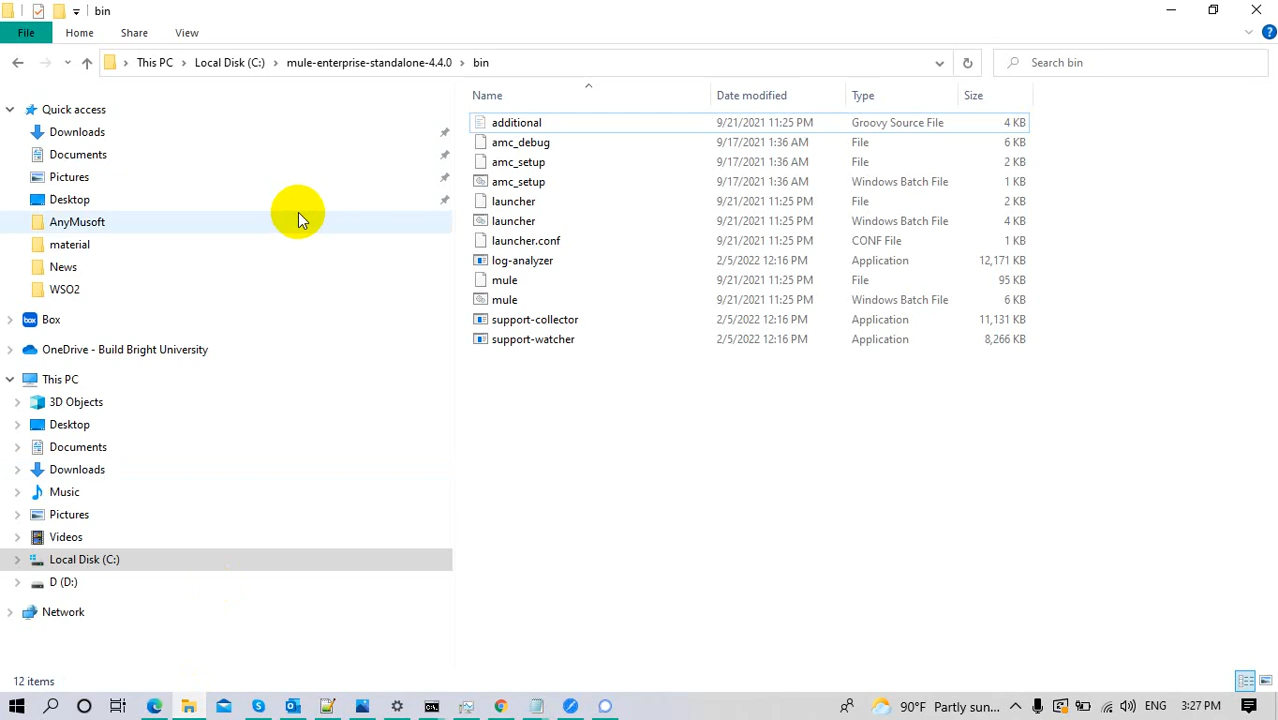 bin
File Home Share View
This PC Local Disk (C:) mule-enterprise-standalone-4.4.0 bin Search bin
Name Date modified Type Size
Quick access
Downloads
Documents
Pictures
Desktop
AnyMusoft
material
News
WSO2
Box
OneDrive - Build Bright University
This PC
3D Objects
Desktop
Documents
Downloads
Music
Pictures
Videos
Local Disk (C:)
D (D:)
Network
additional 9/21/2021 11:25 PM Groovy Source File 4 KB
amc_debug 9/17/2021 1:36 AM File 6 KB
amc_setup 9/17/2021 1:36 AM File 2 KB
amc_setup 9/17/2021 1:36 AM Windows Batch File 1 KB
launcher 9/21/2021 11:25 PM File 2 KB
launcher 9/21/2021 11:25 PM Windows Batch File 4 KB
launcher.conf 9/21/2021 11:25 PM CONF File 2 KB
log-analyzer 2/5/2022 12:16 PM Application 12,171 KB
mule 9/21/2021 11:25 PM File 95 KB
mule 9/21/2021 11:25 PM Windows Batch File 6 KB
support-collector 2/5/2022 12:16 PM Application 11,131 KB
support-watcher 2/5/2022 12:16 PM Application 8,266 KB
12 items
90°F Partly sun... ENG 3:27 PM